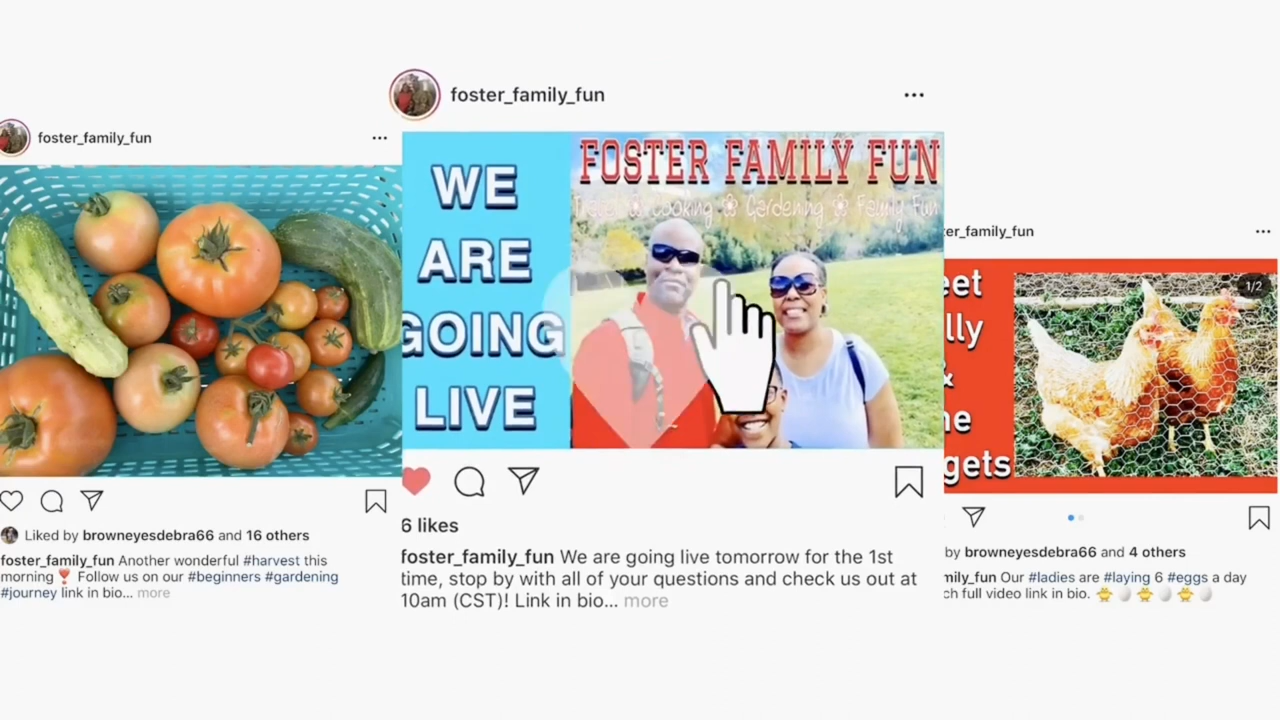 foster_family_fun
Liked by browneyesdebra66 and 16 others
foster_family_fun Another wonderful #harvest this
morning Follow us on our #beginners #gardening
#journey link in bio... more
foster_family_fun
WE
ARE
GOING
LIVE
FOSTER FAMILY FUN
Cooking Gardening Family Fun
6 likes
foster_family_fun We are going live tomorrow for the 1st
time, stop by with all of your questions and check us out at
10am (CST)! Link in bio... more
er_family_fun
eet
lly
&
ne
gets
1/2
by browneyesdebra66 and 4 others
mily_fun Our #ladies are #laying 6 #eggs a day
ch full video link in bio. 🐥🥚🐥🥚🐥🥚